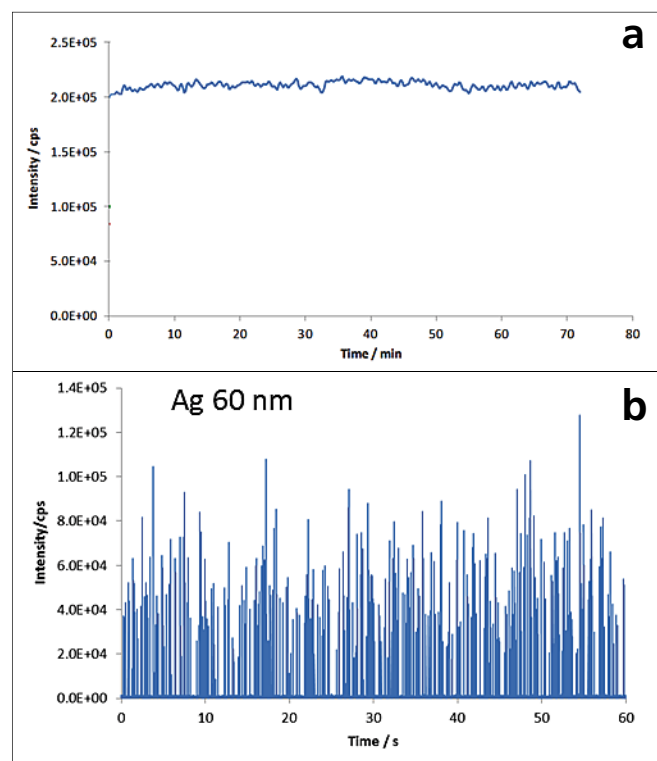 a
2.5E+05
2.0E+05
1.5E+05
1.0E+05
5.0E+04
0.0E+00
Intensity / cps
0 10 20 30 40 50 60 70 80
Time / min
b
Ag 60 nm
1.4E+05
1.2E+05
1.0E+05
8.0E+04
6.0E+04
4.0E+04
2.0E+04
0.0E+00
Intensity/cps
0 10 20 30 40 50 60
Time / s